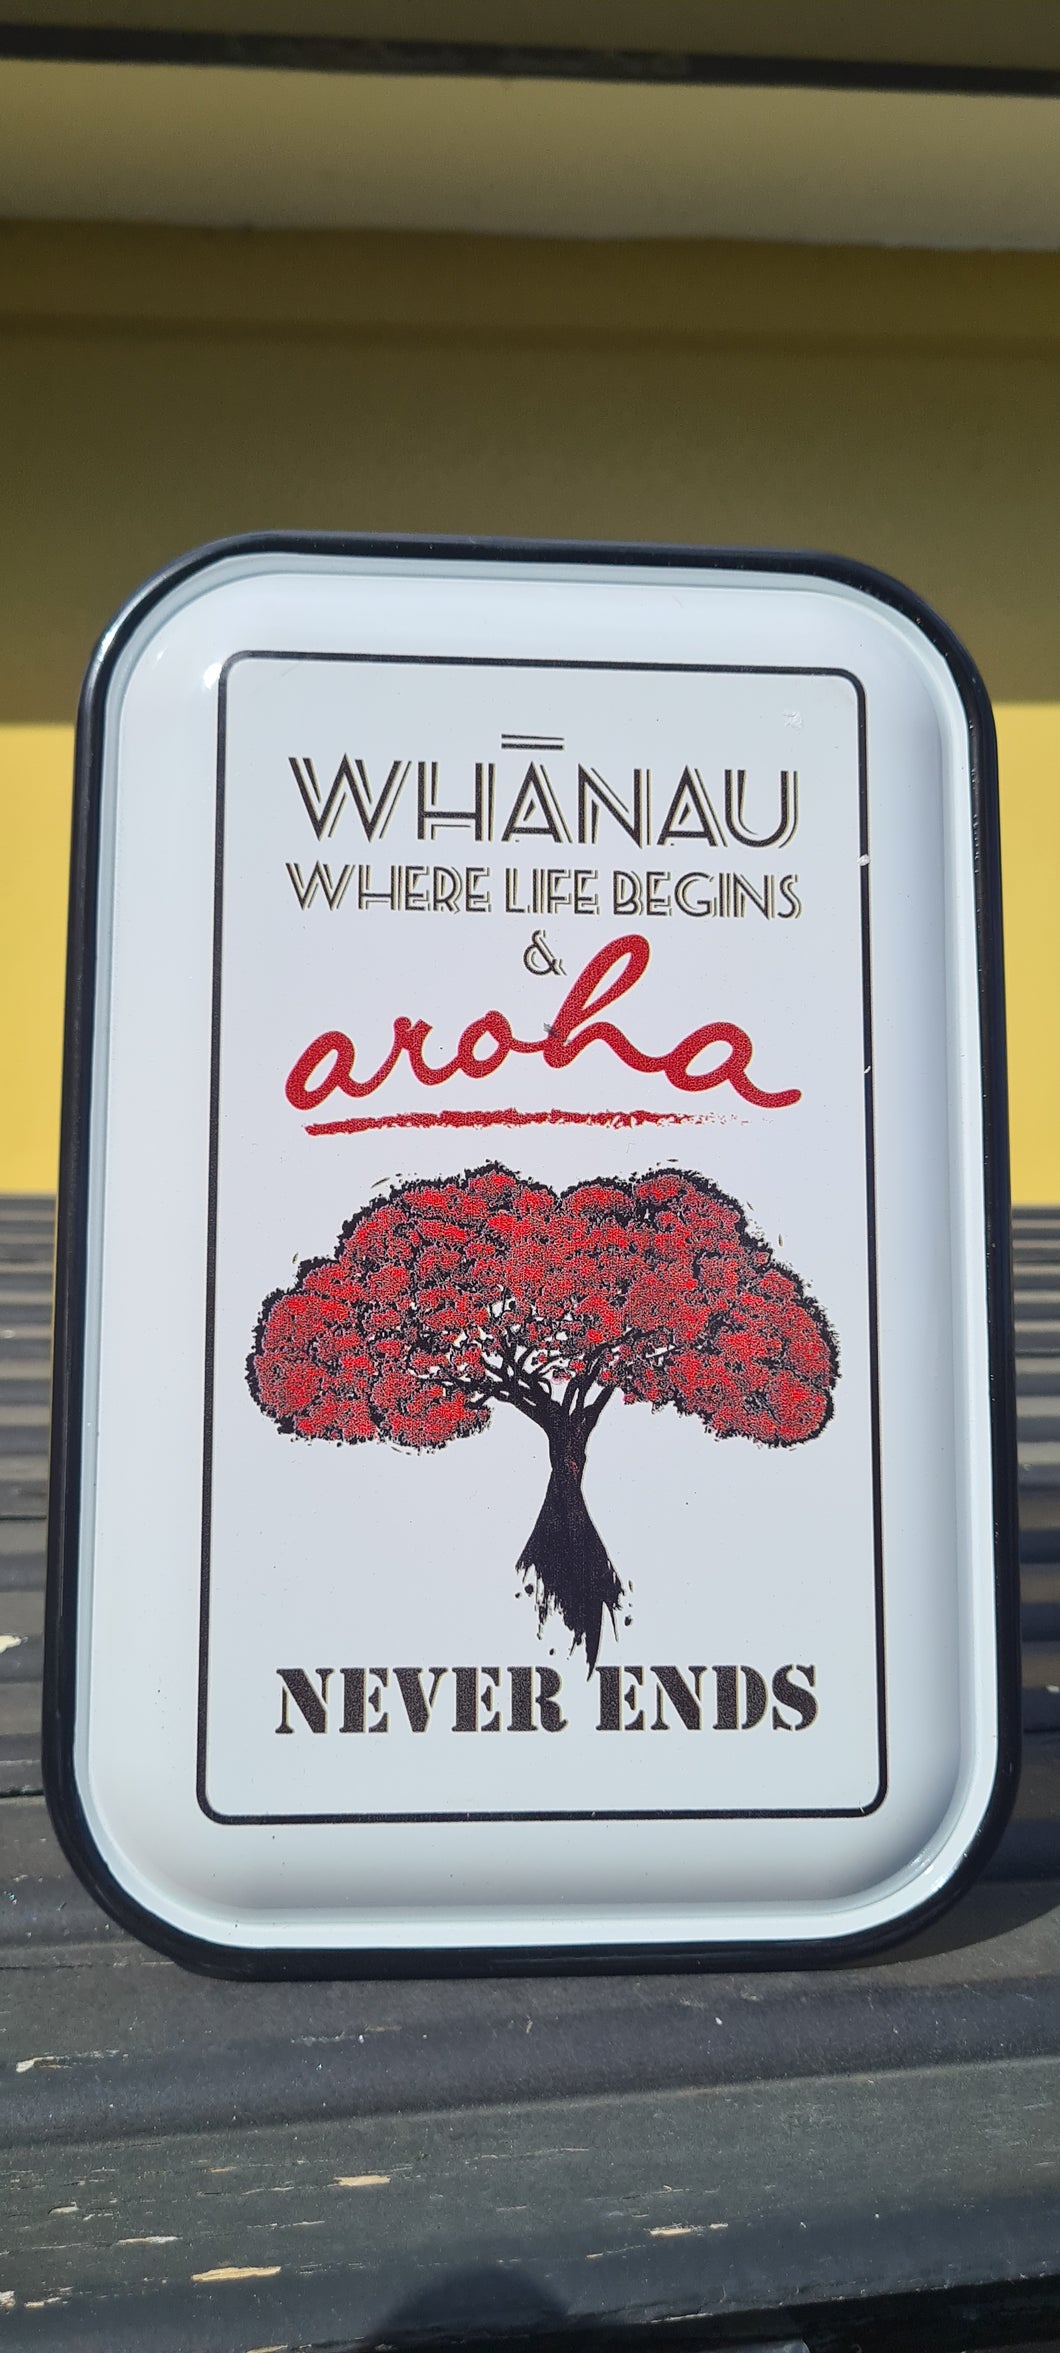 WHĀNAU
WHERE LIFE BEGINS
&
aroha
NEVER ENDS